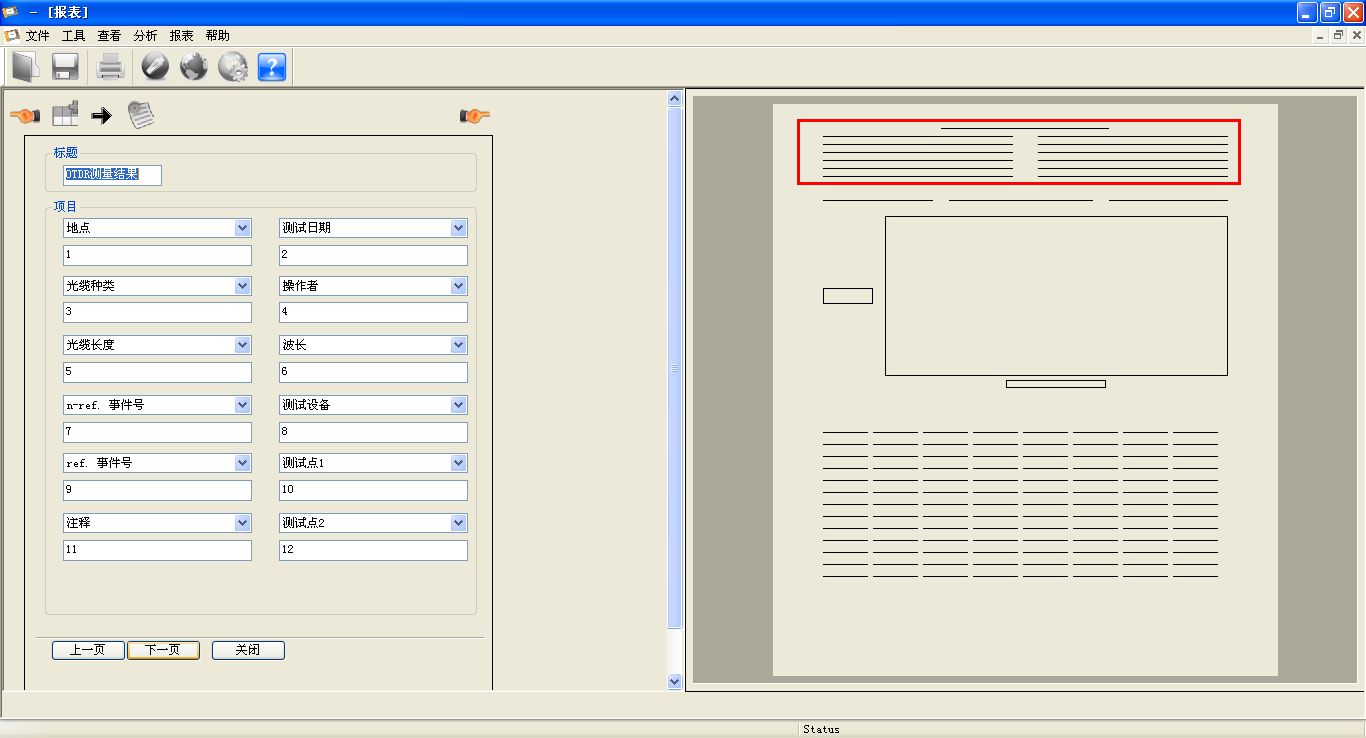 - [报表]
文件 工具 查看 分析 报表 帮助
标题
OTDR测量结果
项目
地点 测试日期
1 2
光缆种类 操作者
3 4
光缆长度 波长
5 6
n-ref. 事件号 测试设备
7 8
ref. 事件号 测试点1
9 10
注释 测试点2
11 12
上一页 下一页 关闭
Status